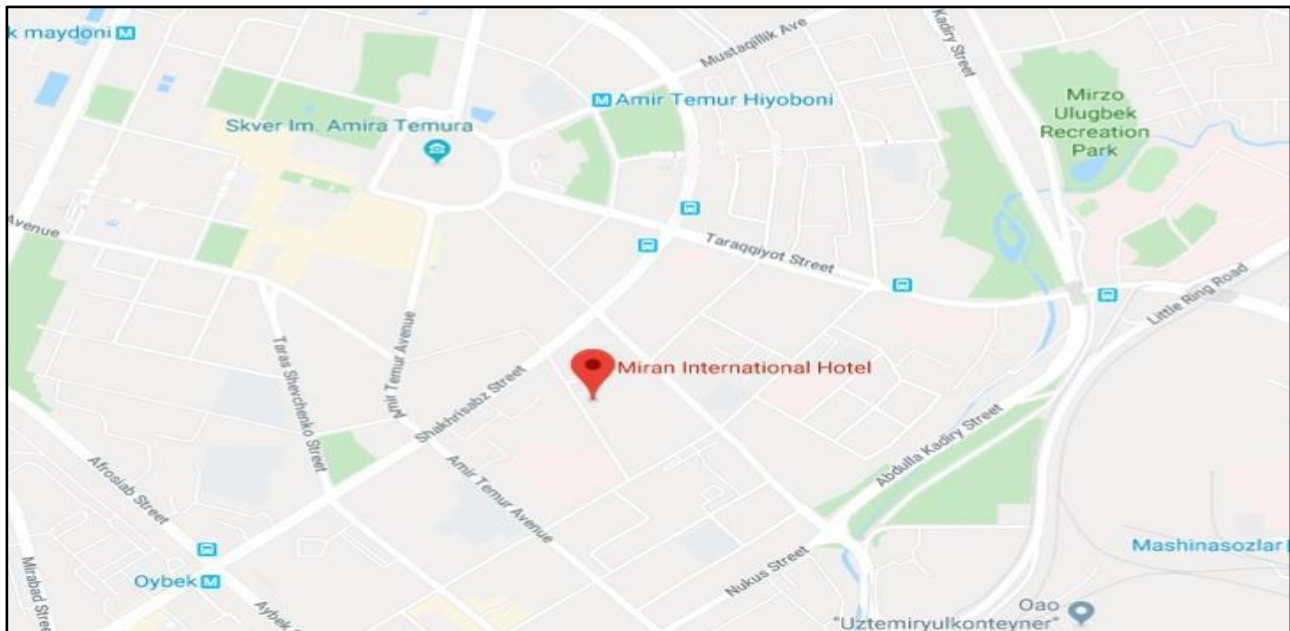 k maydoni M
Mustaqillik Ave
Kadiry Street
M Amir Temur Hiyoboni
Mirzo
Ulugbek
Recreation
Park
Skver Im. Amira Temura
Avenue
Taraqqiyot Street
Little Ring Road
Taras Shevchenko Street
Amir Temur Avenue
Miran International Hotel
Shakhrisabz Street
Abdulla Kadiry Street
Afrosiab Street
Amir Temur Avenue
Mirabad Street
Oybek M
Aybek
Nukus Street
Mashinasozlar
Oao
"Uztemiryulkonteyner"